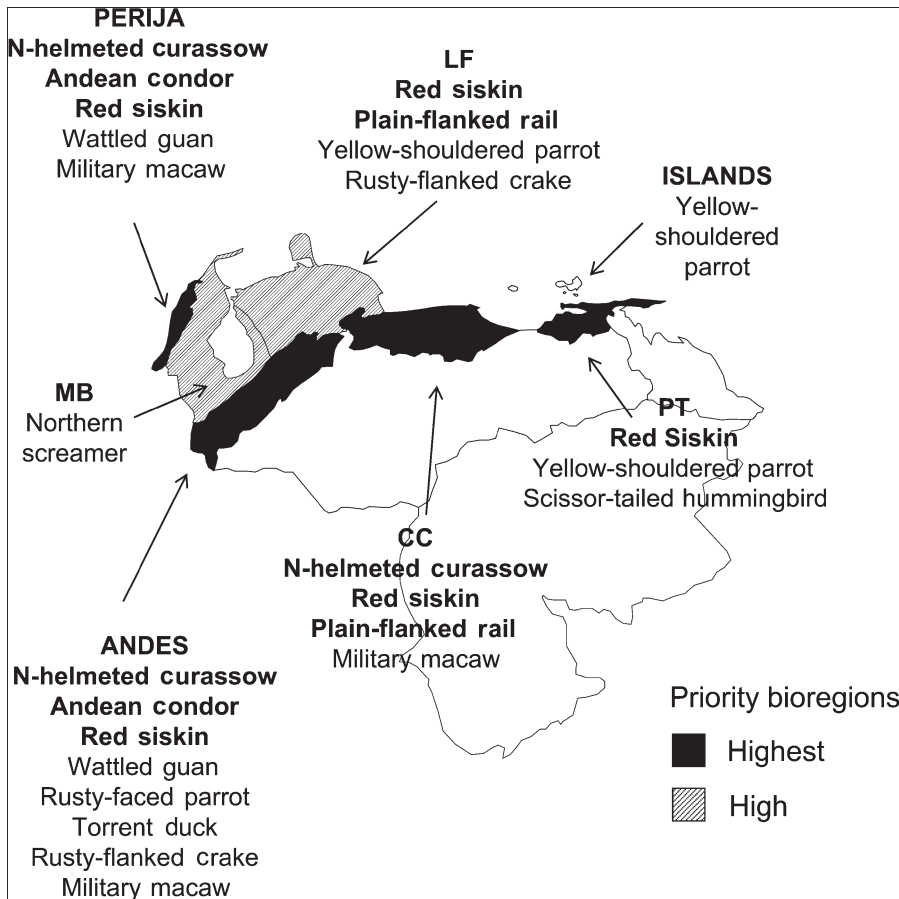 PERIJA
N-helmeted curassow
Andean condor
Red siskin
Wattled guan
Military macaw
LF
Red siskin
Plain-flanked rail
Yellow-shouldered parrot
Rusty-flanked crake
ISLANDS
Yellow-
shouldered
parrot
MB
Northern
screamer
PT
Red Siskin
Yellow-shouldered parrot
Scissor-tailed hummingbird
CC
N-helmeted curassow
Red siskin
Plain-flanked rail
Military macaw
ANDES
N-helmeted curassow
Andean condor
Red siskin
Wattled guan
Rusty-faced parrot
Torrent duck
Rusty-flanked crake
Military macaw
Priority bioregions
Highest
High